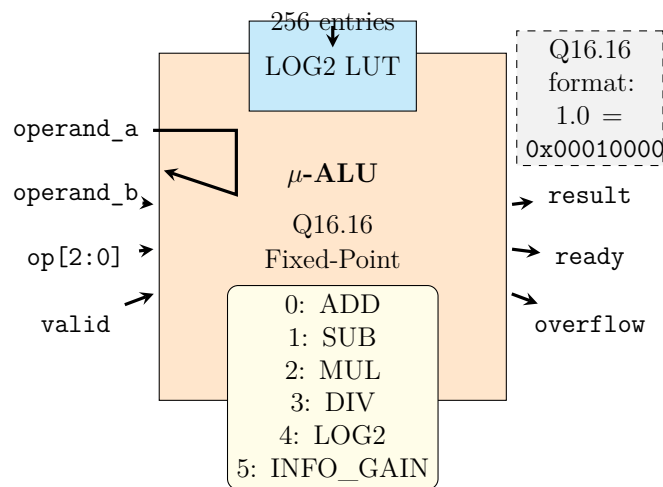 256 entries
LOG2 LUT
Q16.16
format:
1.0 =
0x00010000
operand_a
operand_b
op[2:0]
valid
μ-ALU
Q16.16
Fixed-Point
result
ready
overflow
0: ADD
1: SUB
2: MUL
3: DIV
4: LOG2
5: INFO_GAIN